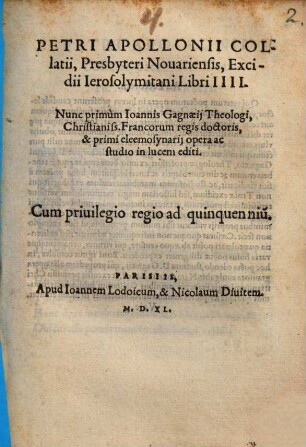 4. 2.
PETRI APOLLONII COL-
latii, Presbyteri Nouariensis, Exci-
dii Ierosolymitani Libri IIII.
Nunc primùm Ioannis Gagnæij Theologi,
Christianiss. Francorum regis doctoris,
& primi eleemosynarij opera ac
studio in lucem editi.
Cum priuilegio regio ad quinquenniũ.
PARISIIS,
Apud Ioannem Lodoicum, & Nicolaum Diuitem.
M. D. XL.